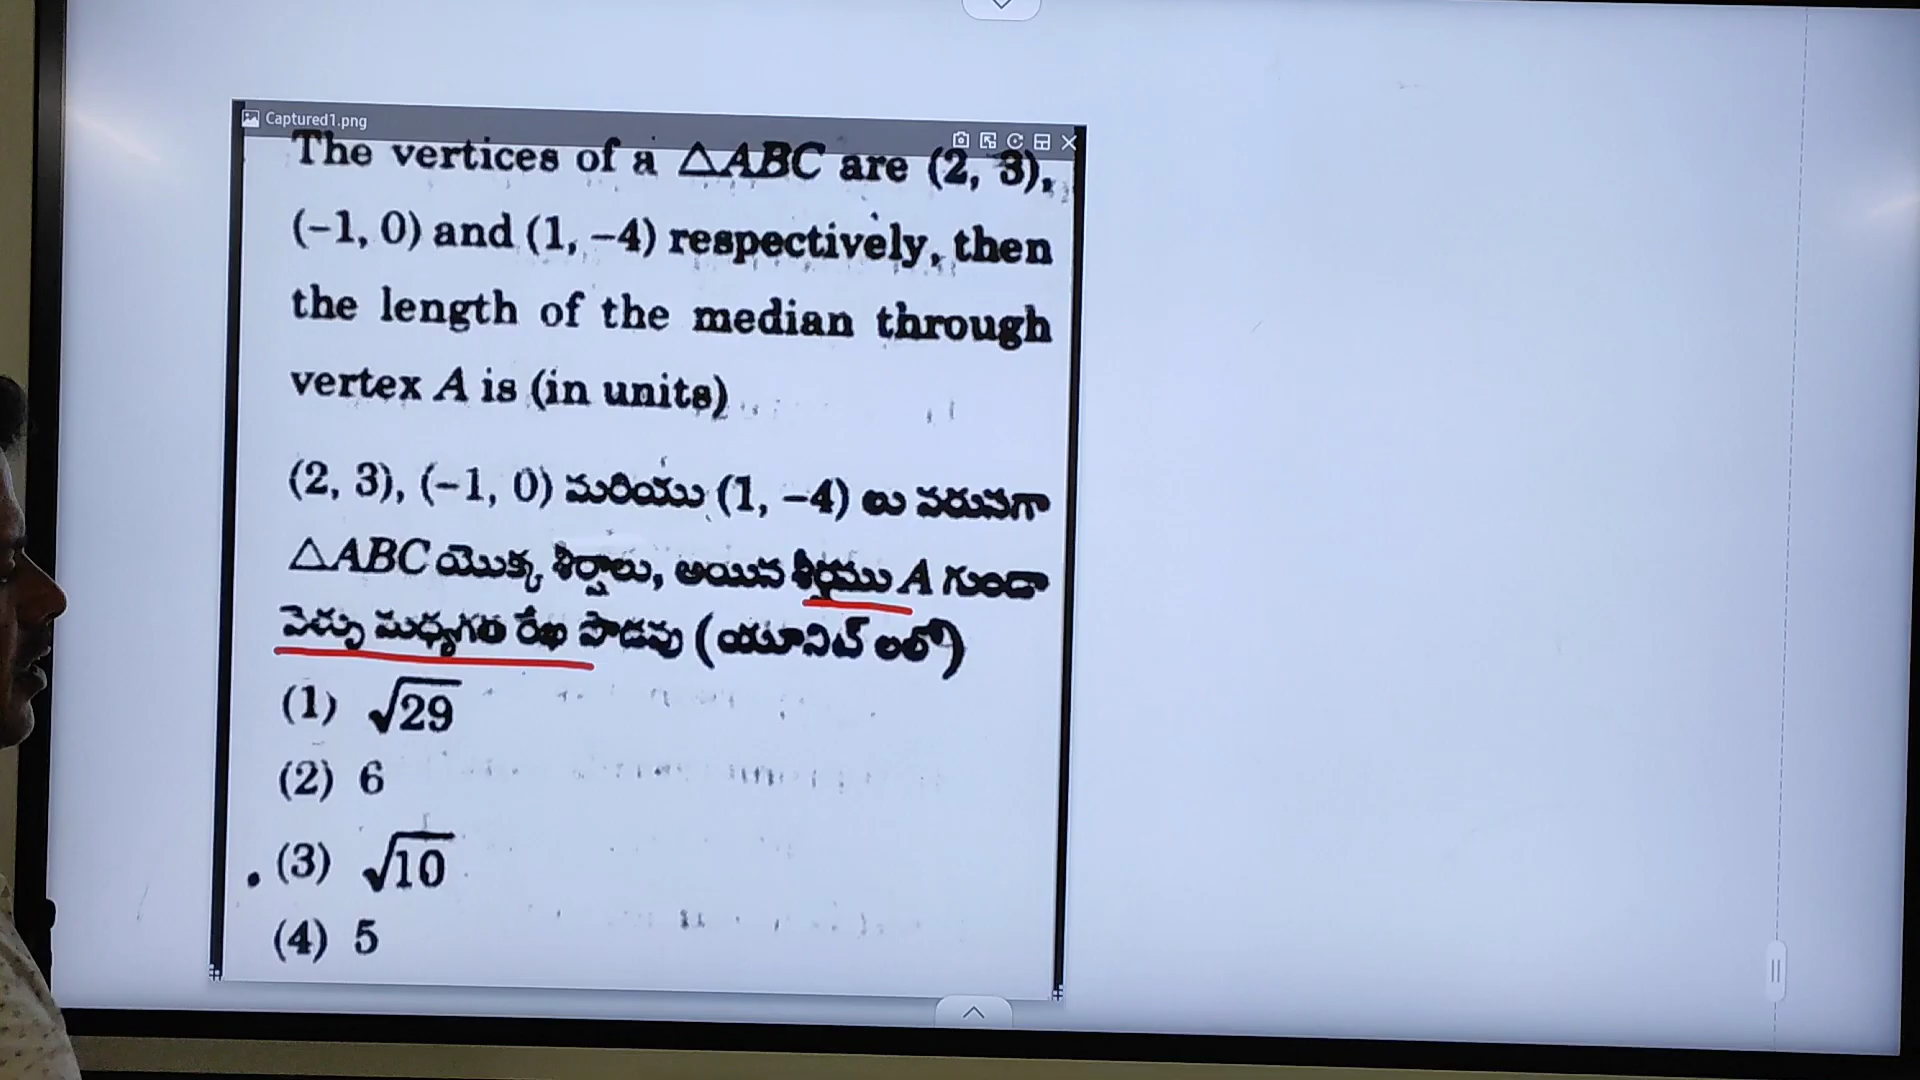 Captured1.png
The vertices of a △ABC are (2, 3),
(−1, 0) and (1, −4) respectively, then
the length of the median through
vertex A is (in units)
(2, 3), (−1, 0) మరియు (1, −4) లు వరుసగా
△ABC యొక్క శీర్షాలు, అయిన శీర్షము A గుండా
వెళ్ళు మధ్యగత రేఖ పొడవు (యూనిట్ లలో)
(1) √29
(2) 6
(3) √10
(4) 5